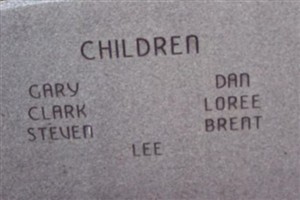 CHILDREN
GARY DAN
CLARK LOREE
STEVEN BRENT
LEE